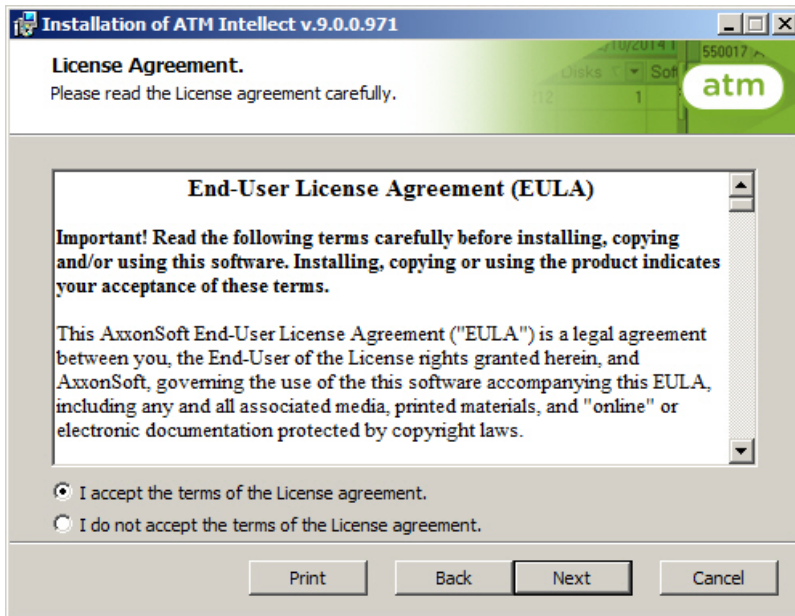 Installation of ATM Intellect v.9.0.0.971
License Agreement.
Please read the License agreement carefully.
/10/2014
550017
Disks
Soft
1
atm
End-User License Agreement (EULA)
Important! Read the following terms carefully before installing, copying
and/or using this software. Installing, copying or using the product indicates
your acceptance of these terms.
This AxxonSoft End-User License Agreement ("EULA") is a legal agreement
between you, the End-User of the License rights granted herein, and
AxxonSoft, governing the use of the this software accompanying this EULA,
including any and all associated media, printed materials, and "online" or
electronic documentation protected by copyright laws.
I accept the terms of the License agreement.
I do not accept the terms of the License agreement.
Print
Back
Next
Cancel